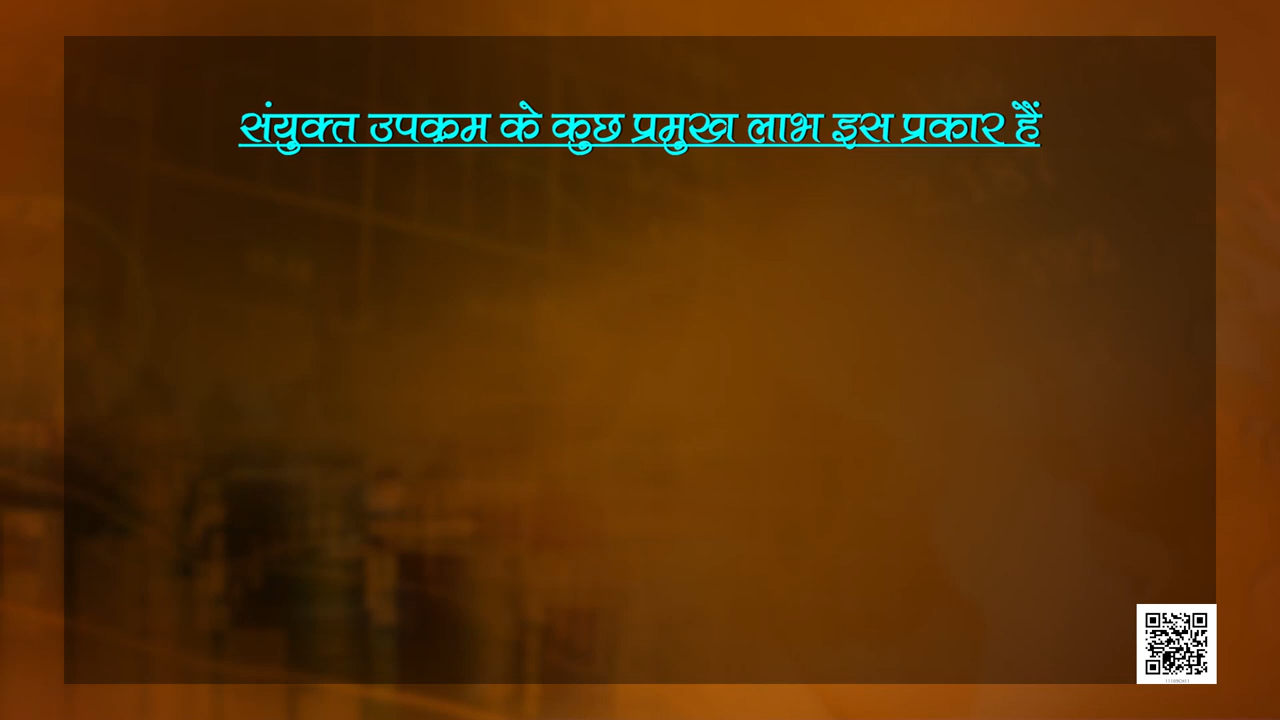 संयुक्त उपक्रम के कुछ प्रमुख लाभ इस प्रकार हैं